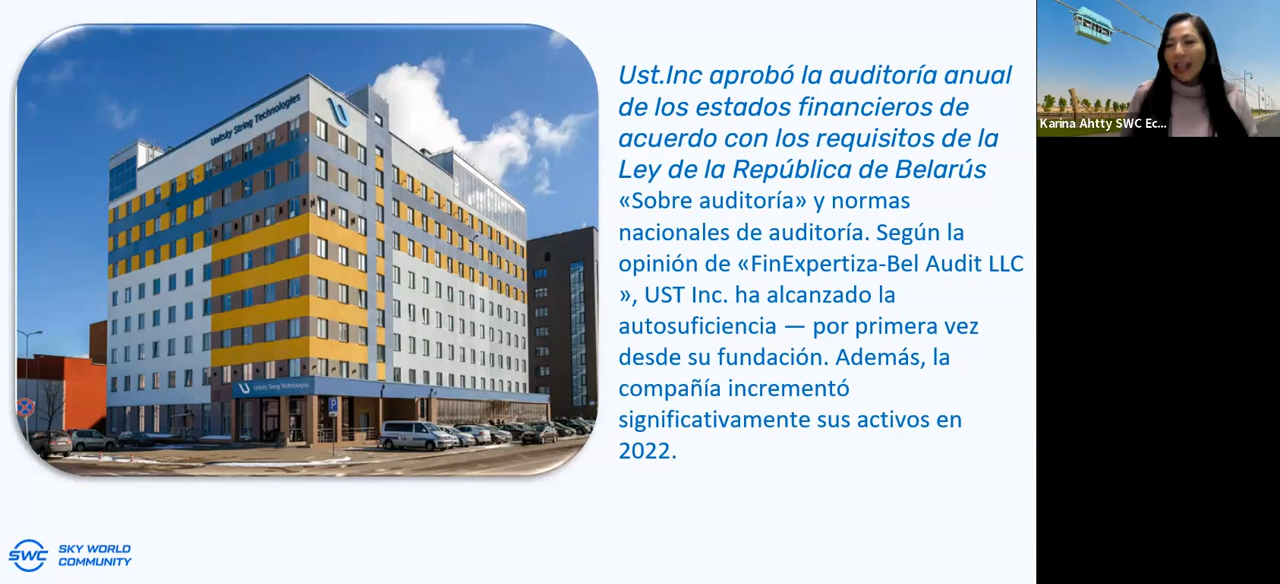 Unitsky String Technologies
Unitsky String Technologies
P
Ust.Inc aprobó la auditoría anual
de los estados financieros de
acuerdo con los requisitos de la
Ley de la República de Belarús
«Sobre auditoría» y normas
nacionales de auditoría. Según la
opinión de «FinExpertiza-Bel Audit LLC
», UST Inc. ha alcanzado la
autosuficiencia — por primera vez
desde su fundación. Además, la
compañía incrementó
significativamente sus activos en
2022.
SWC SKY WORLD
COMMUNITY
Karina Ahtty SWC Ec...